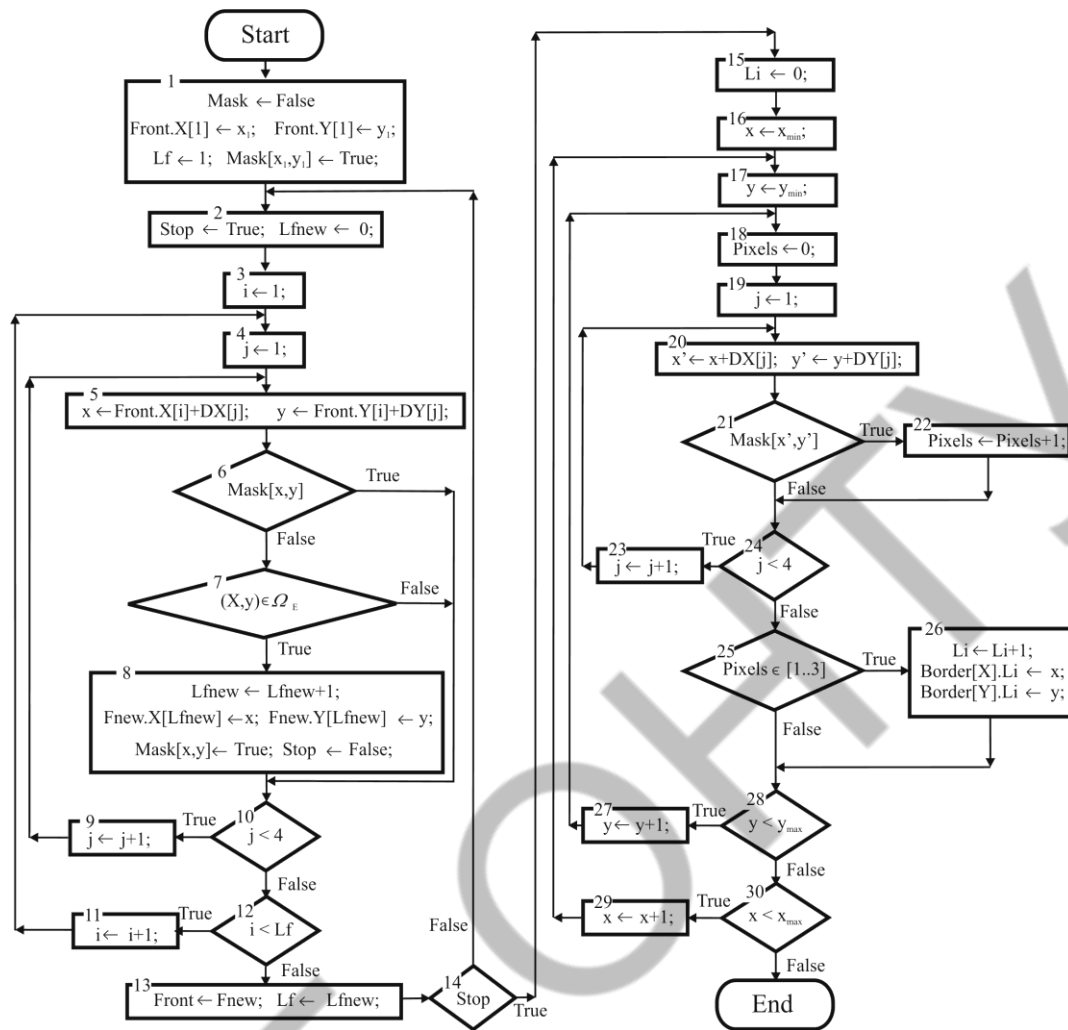 Start
1
Mask ← False
Front.X[1] ← x₁; Front.Y[1] ← y₁;
Lf ← 1; Mask[x₁,y₁] ← True;
2
Stop ← True; Lfnew ← 0;
3
i ← 1;
4
j ← 1;
5
x ← Front.X[i]+DX[j]; y ← Front.Y[i]+DY[j];
6
Mask[x,y]
True
False
7
(X,y)∈Ω_E
False
True
8
Lfnew ← Lfnew+1;
Fnew.X[Lfnew] ← x; Fnew.Y[Lfnew] ← y;
Mask[x,y] ← True; Stop ← False;
9
j ← j+1;
True
10
j < 4
False
11
i ← i+1;
True
12
i < Lf
False
13
Front ← Fnew; Lf ← Lfnew;
14
Stop
False
True
15
Li ← 0;
16
x ← x_min;
17
y ← y_min;
18
Pixels ← 0;
19
j ← 1;
20
x’ ← x+DX[j]; y’ ← y+DY[j];
21
Mask[x’,y’]
True
22
Pixels ← Pixels+1;
False
23
j ← j+1;
True
24
j < 4
False
25
Pixels ∈ [1..3]
True
26
Li ← Li+1;
Border[X].Li ← x;
Border[Y].Li ← y;
False
27
y ← y+1;
True
28
y < y_max
False
29
x ← x+1;
True
30
x < x_max
False
End